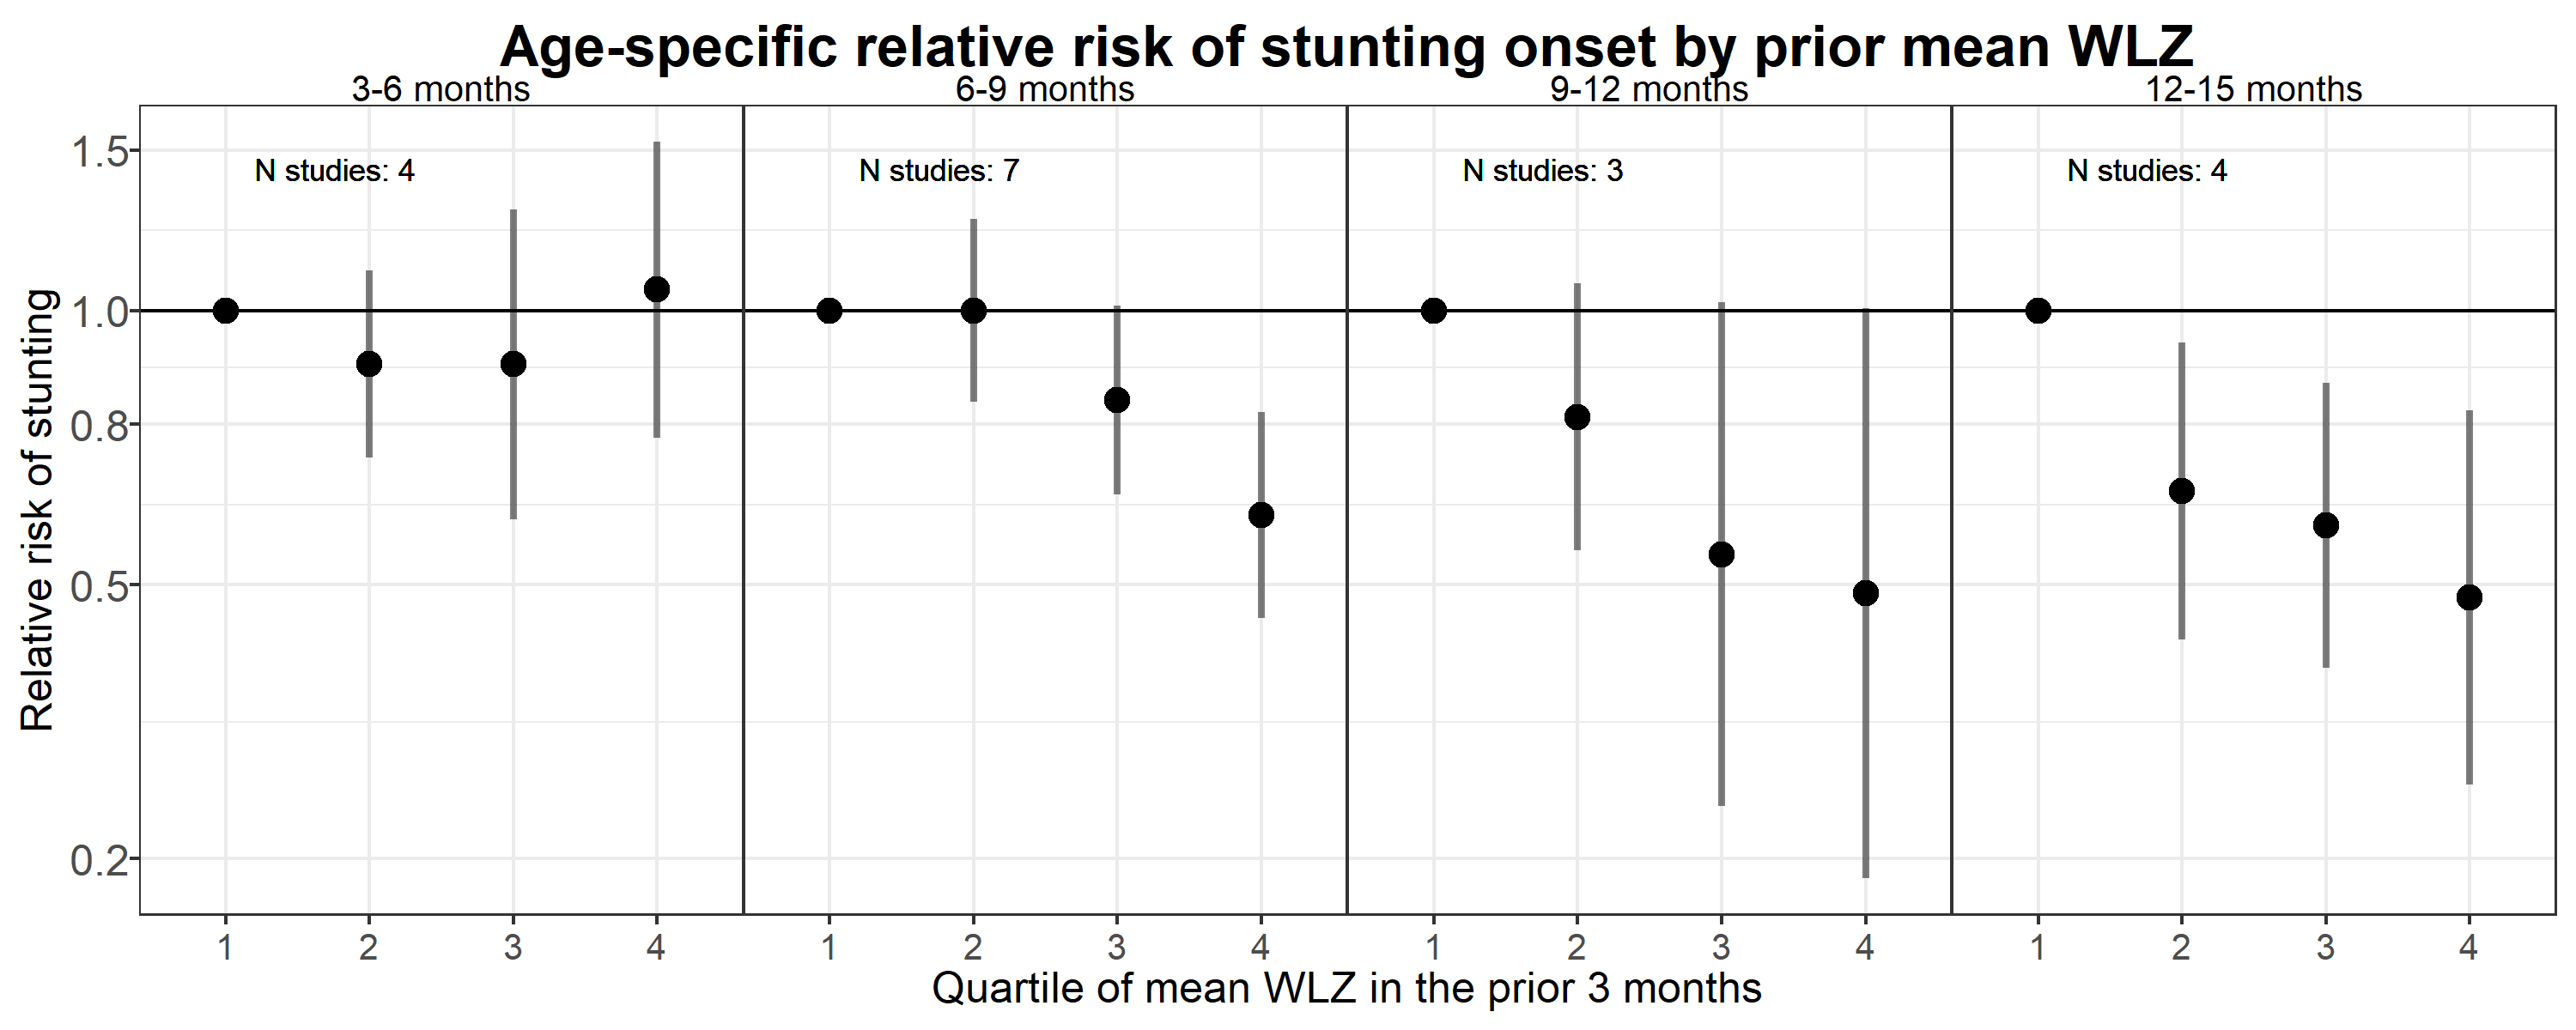 Age-specific relative risk of stunting onset by prior mean WLZ
3-6 months
6-9 months
9-12 months
12-15 months
N studies: 4
N studies: 7
N studies: 3
N studies: 4
Relative risk of stunting
1.5
1.0
0.8
0.5
0.2
1 2 3 4
1 2 3 4
1 2 3 4
1 2 3 4
Quartile of mean WLZ in the prior 3 months